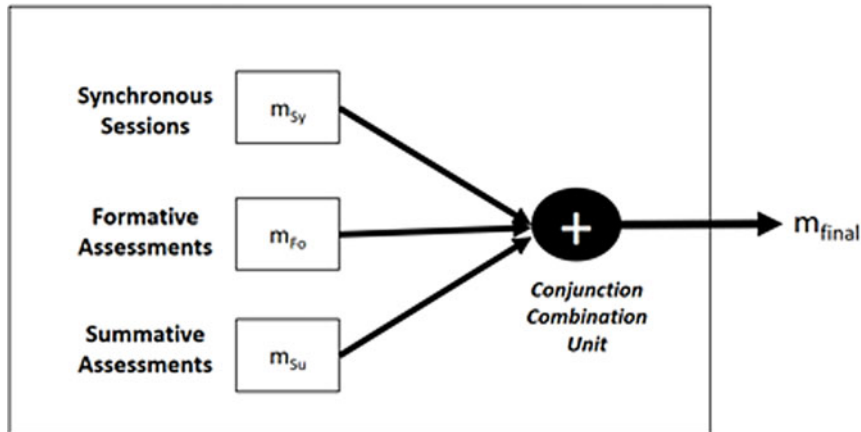 Synchronous
Sessions
m_Sy
Formative
Assessments
m_Fo
Summative
Assessments
m_Su
+
Conjunction
Combination
Unit
m_final